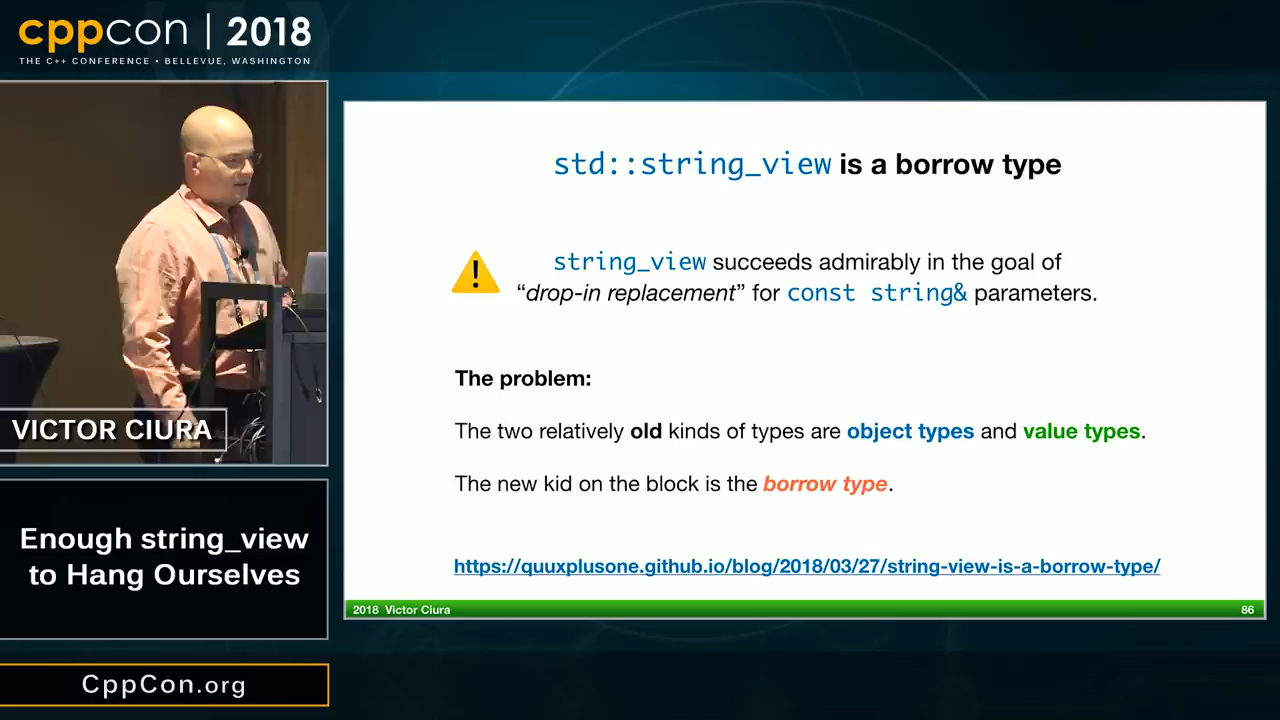 cppcon | 2018
THE C++ CONFERENCE • BELLEVUE, WASHINGTON
VICTOR CIURA
Enough string_view
to Hang Ourselves
CppCon.org
std::string_view is a borrow type
string_view succeeds admirably in the goal of
“drop-in replacement” for const string& parameters.
The problem:
The two relatively old kinds of types are object types and value types.
The new kid on the block is the borrow type.
https://quuxplusone.github.io/blog/2018/03/27/string-view-is-a-borrow-type/
2018 Victor Ciura
86